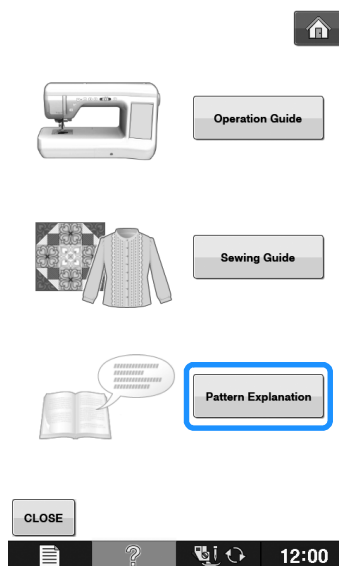 Operation Guide
Sewing Guide
Pattern Explanation
CLOSE
12:00